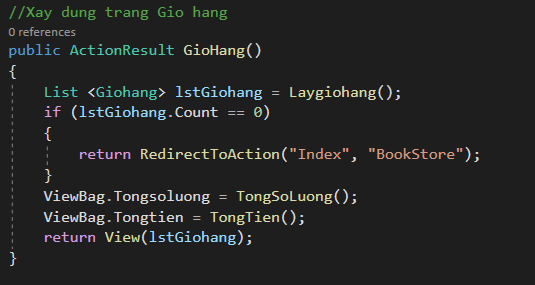 //Xay dung trang Gio hang
0 references
public ActionResult GioHang()
{
    List <Giohang> lstGiohang = Laygiohang();
    if (lstGiohang.Count == 0)
    {
        return RedirectToAction("Index", "BookStore");
    }
    ViewBag.Tongsoluong = TongSoLuong();
    ViewBag.Tongtien = TongTien();
    return View(lstGiohang);
}